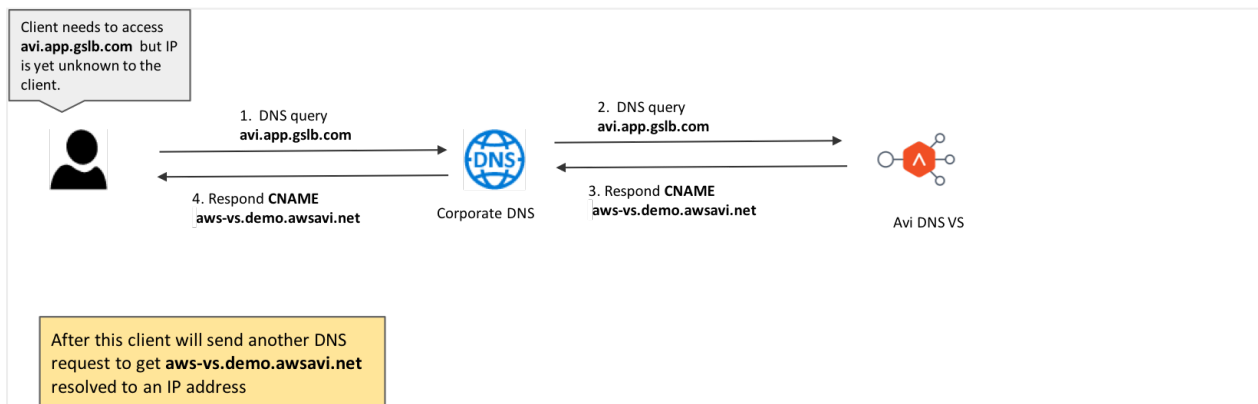 Client needs to access
avi.app.gslb.com but IP
is yet unknown to the
client.
1. DNS query
avi.app.gslb.com
2. DNS query
avi.app.gslb.com
DNS
4. Respond CNAME
aws-vs.demo.awsavi.net
Corporate DNS
3. Respond CNAME
aws-vs.demo.awsavi.net
Avi DNS VS
After this client will send another DNS
request to get aws-vs.demo.awsavi.net
resolved to an IP address